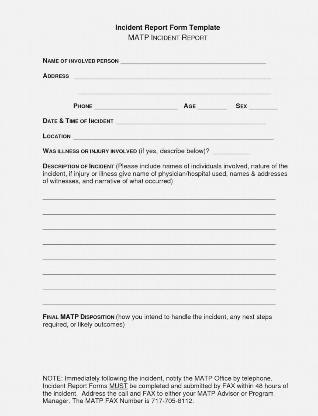 Incident Report Form Template
MATP INCIDENT REPORT
NAME OF INVOLVED PERSON
ADDRESS
PHONE AGE SEX
DATE & TIME OF INCIDENT
LOCATION
WAS ILLNESS OR INJURY INVOLVED (if yes, describe below)?
DESCRIPTION OF INCIDENT (Please include names of individuals involved, nature of the
incident, if injury or illness give name of physician/hospital used, names & addresses
of witnesses, and narrative of what occurred)
FINAL MATP DISPOSITION (how you intend to handle the incident, any next steps
required, or likely outcomes)
NOTE: Immediately following the incident, notify the MATP Office by telephone.
Incident Report Forms MUST be completed and submitted by FAX within 48 hours of
the incident. Address the call and FAX to either your MATP Advisor or Program
Manager. The MATP FAX Number is 717-705-8112.